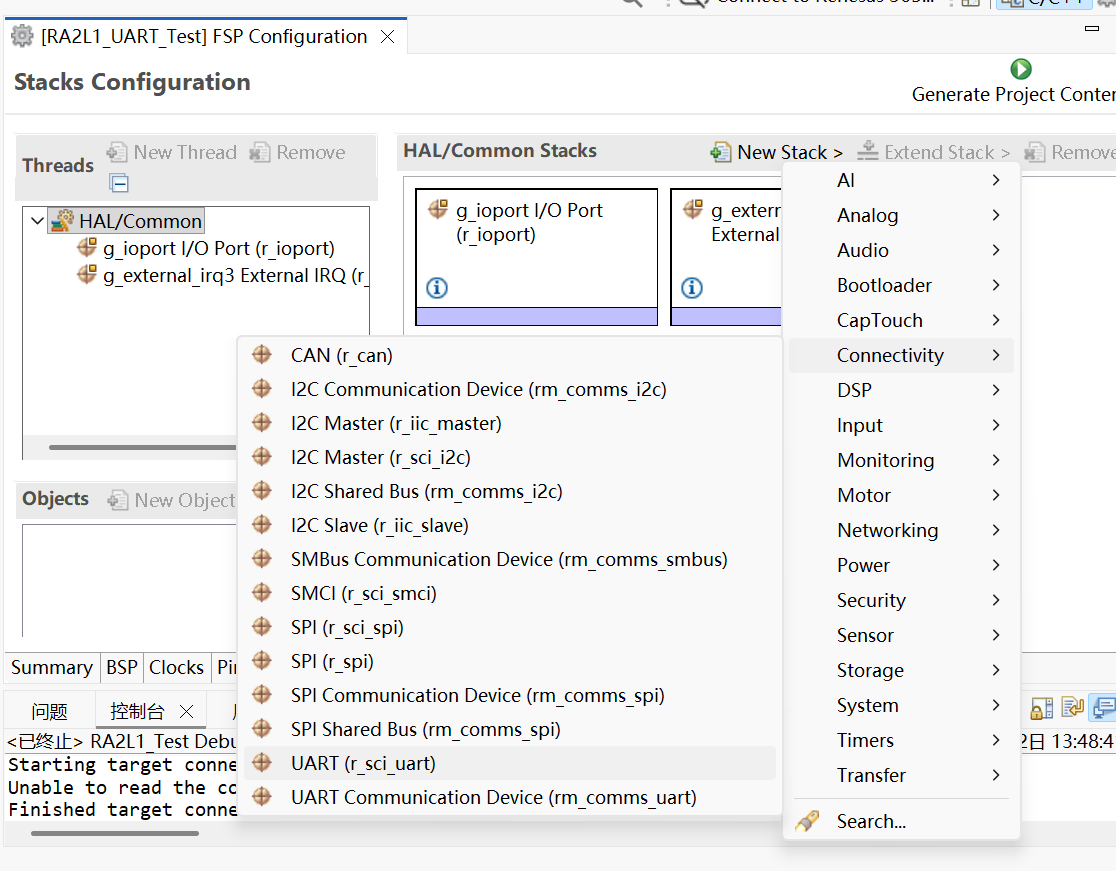 [RA2L1_UART_Test] FSP Configuration
Stacks Configuration
Generate Project
Threads
New Thread
Remove
HAL/Common
g_ioport I/O Port (r_ioport)
g_external_irq3 External IRQ (r_
Objects
New Object
HAL/Common Stacks
New Stack >
Extend Stack >
Remove
g_ioport I/O Port
(r_ioport)
g_extern
External
AI
Analog
Audio
Bootloader
CapTouch
Connectivity
DSP
Input
Monitoring
Motor
Networking
Power
Security
Sensor
Storage
System
Timers
Transfer
Search...
CAN (r_can)
I2C Communication Device (rm_comms_i2c)
I2C Master (r_iic_master)
I2C Master (r_sci_i2c)
I2C Shared Bus (rm_comms_i2c)
I2C Slave (r_iic_slave)
SMBus Communication Device (rm_comms_smbus)
SMCI (r_sci_smci)
SPI (r_sci_spi)
SPI (r_spi)
SPI Communication Device (rm_comms_spi)
SPI Shared Bus (rm_comms_spi)
UART (r_sci_uart)
UART Communication Device (rm_comms_uart)
Summary
BSP
Clocks
问题
控制台
<已终止> RA2L1_Test Debu
2日 13:48:4
Starting target conne
Unable to read the co
Finished target conne